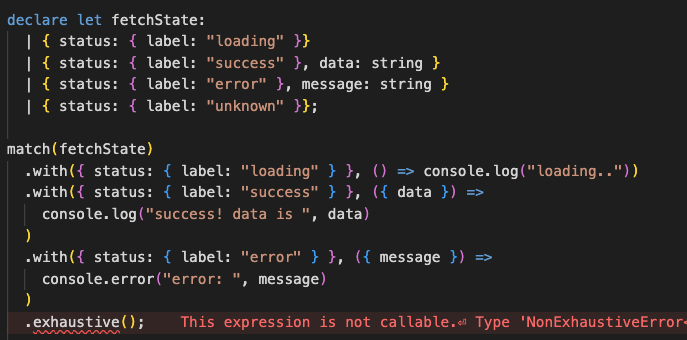 declare let fetchState:
  | { status: { label: "loading" }}
  | { status: { label: "success" }, data: string }
  | { status: { label: "error" }, message: string }
  | { status: { label: "unknown" }};

match(fetchState)
  .with({ status: { label: "loading" } }, () => console.log("loading.."))
  .with({ status: { label: "success" } }, ({ data }) =>
    console.log("success! data is ", data)
  )
  .with({ status: { label: "error" } }, ({ message }) =>
    console.error("error: ", message)
  )
  .exhaustive();    This expression is not callable.⏎ Type 'NonExhaustiveError<